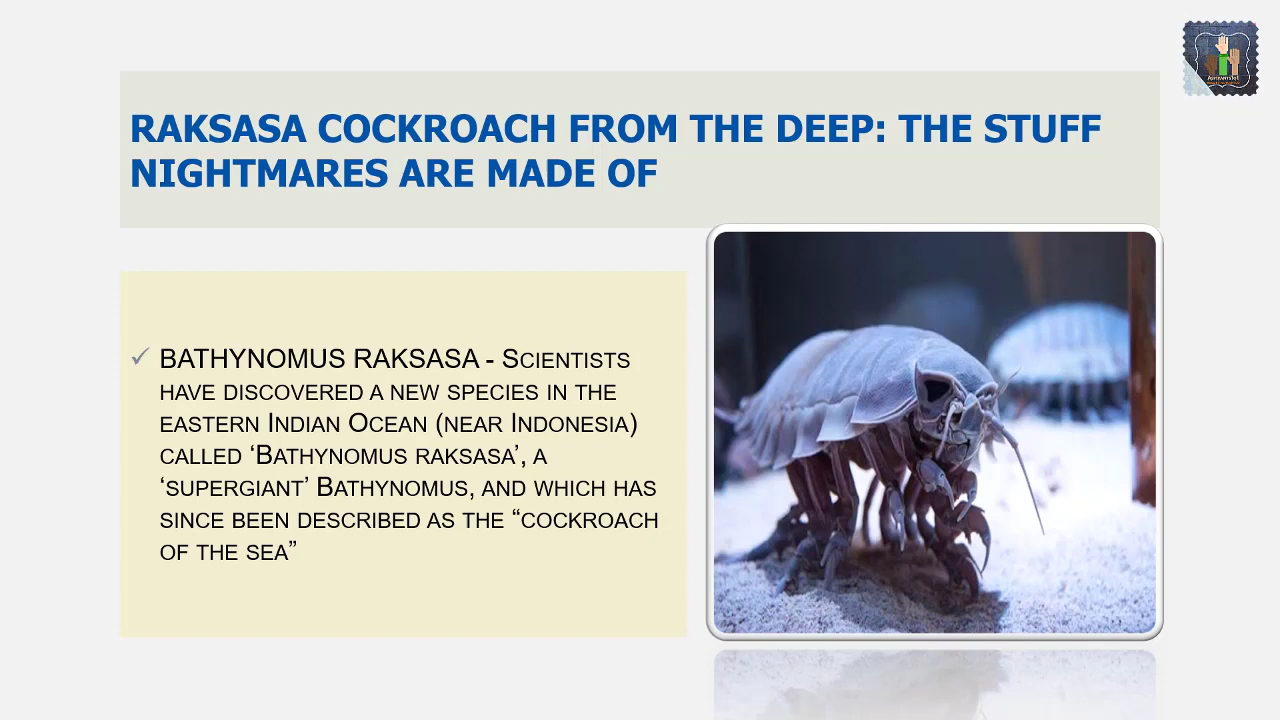 RAKSASA COCKROACH FROM THE DEEP: THE STUFF
NIGHTMARES ARE MADE OF
✓ BATHYNOMUS RAKSASA - Scientists
have discovered a new species in the
eastern Indian Ocean (near Indonesia)
called ‘Bathynomus raksasa’, a
‘supergiant’ Bathynomus, and which has
since been described as the “cockroach
of the sea”